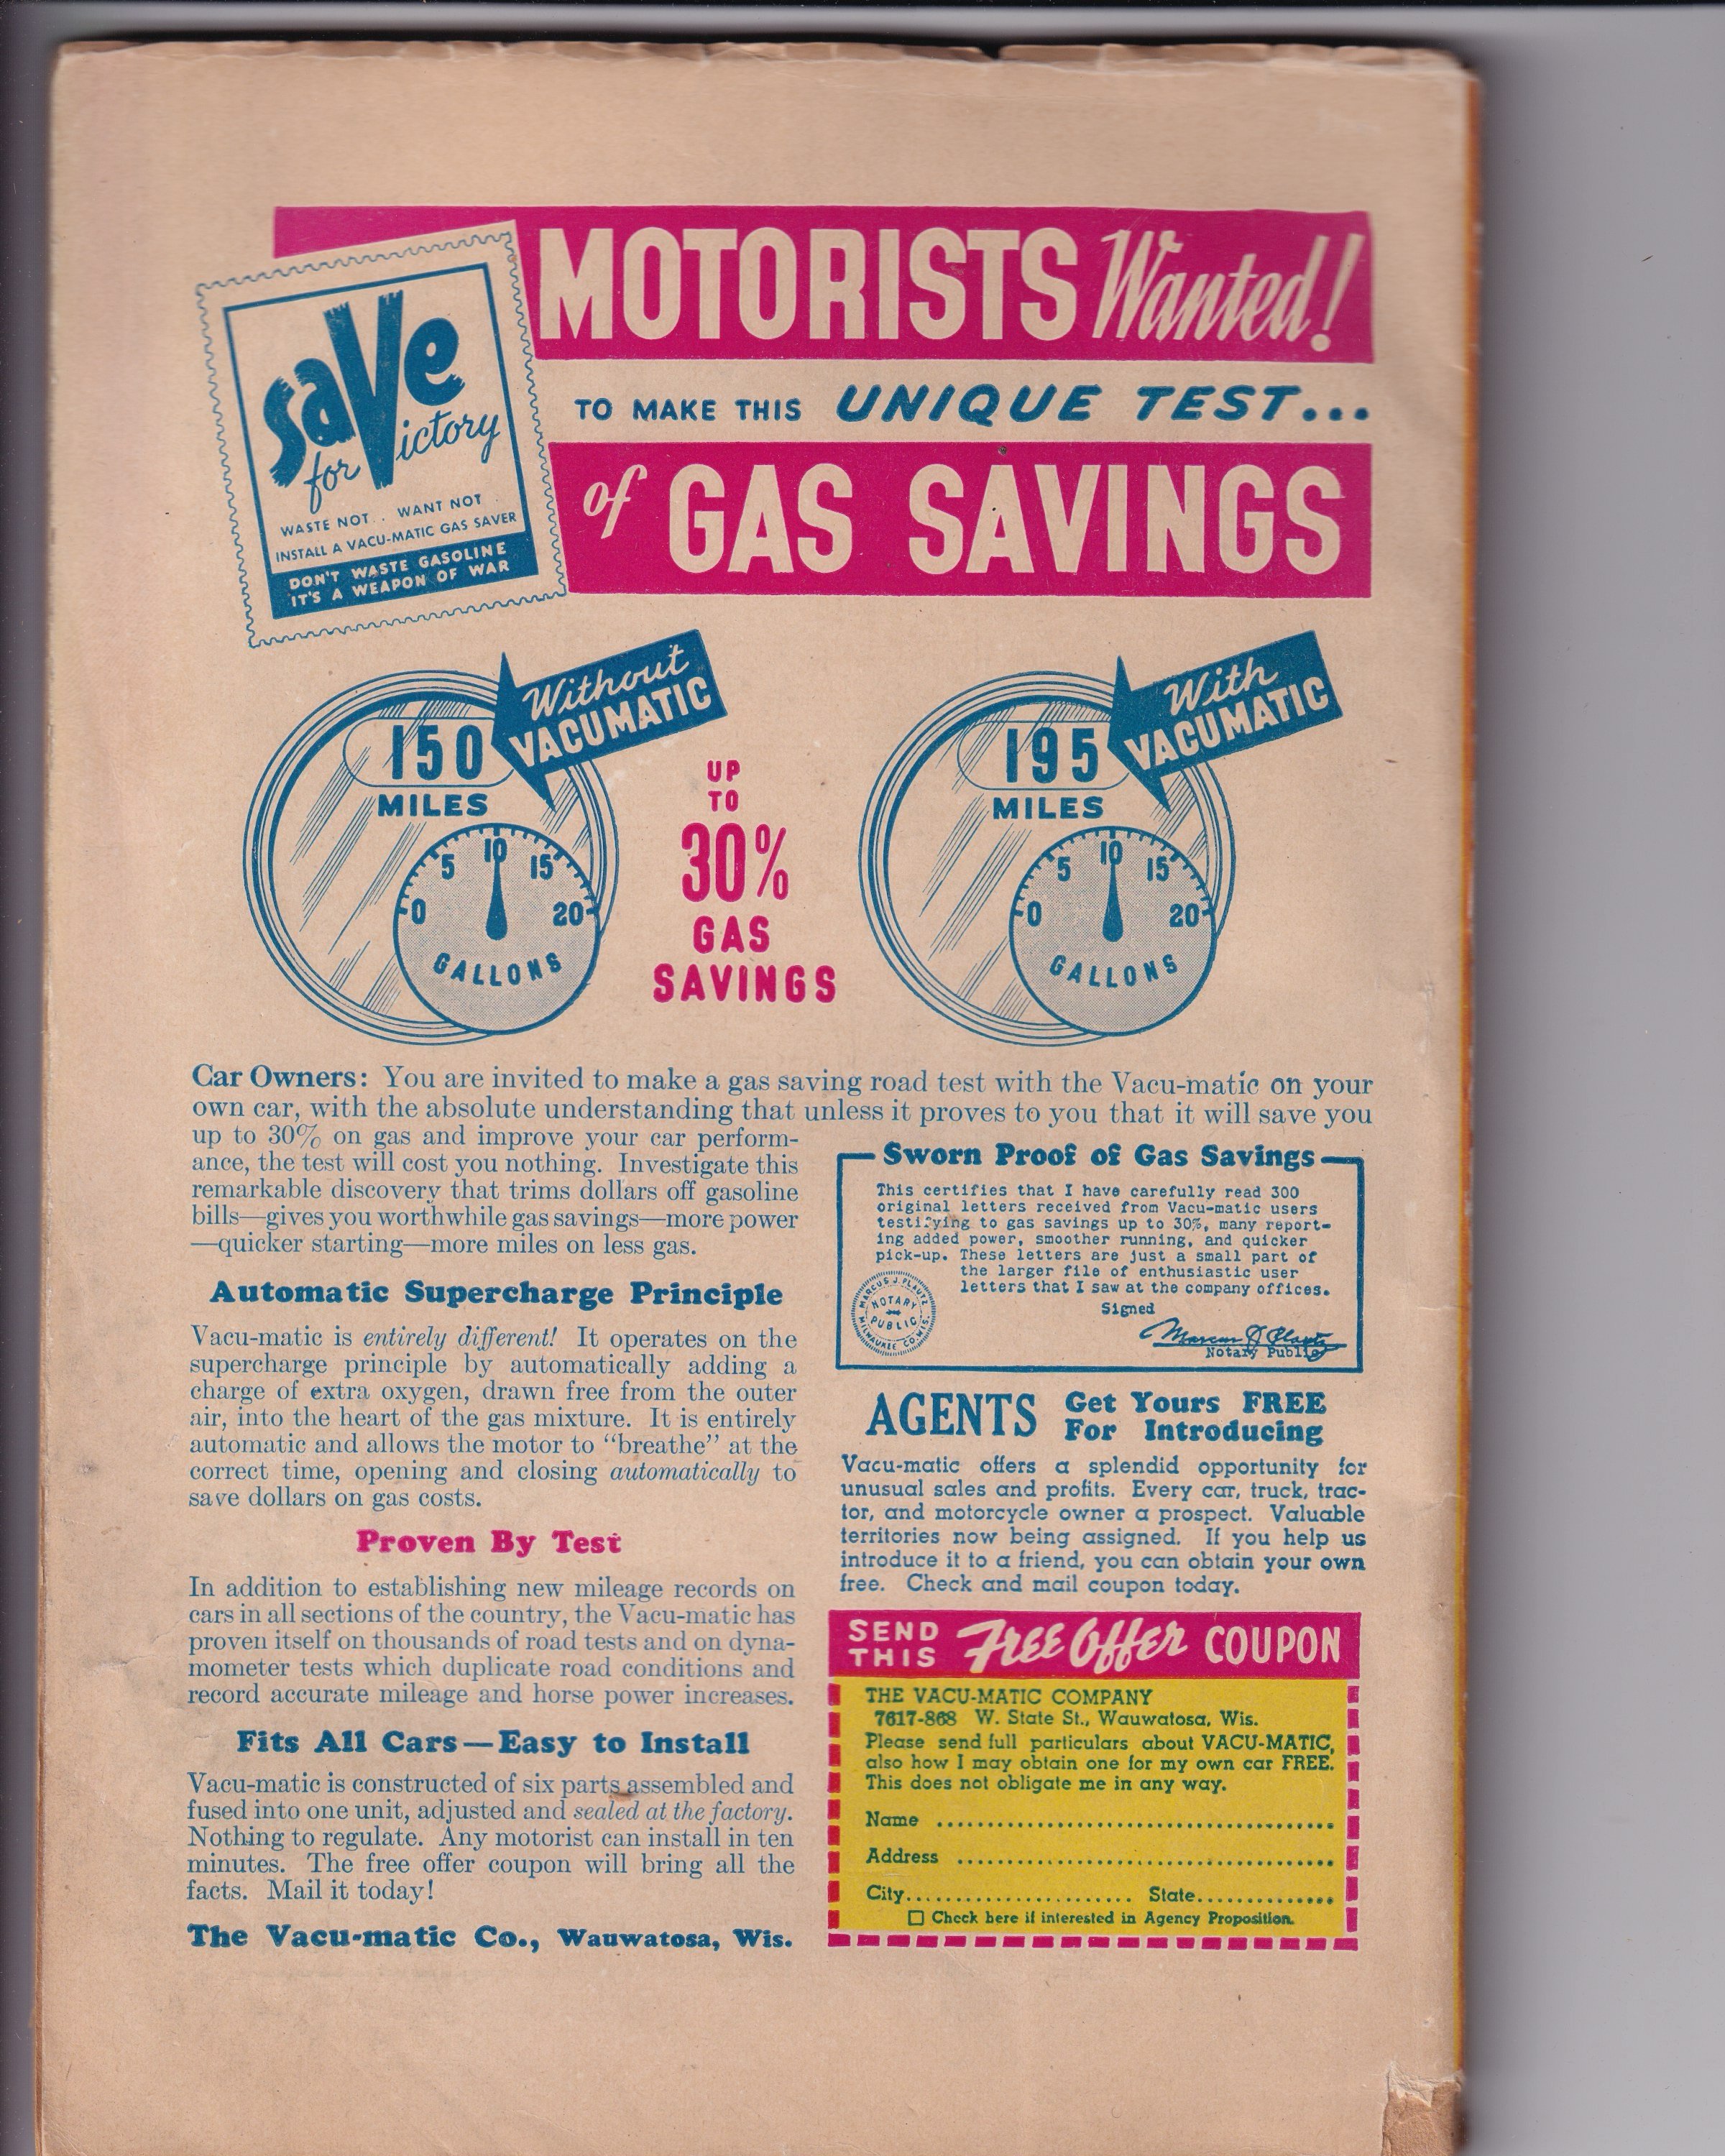 MOTORISTS Wanted!
saVe
for Victory
WASTE NOT . . WANT NOT
INSTALL A VACU-MATIC GAS SAVER
DON'T WASTE GASOLINE
IT'S A WEAPON OF WAR
TO MAKE THIS UNIQUE TEST...
of GAS SAVINGS
Without
VACUMATIC
150
MILES
0 5 10 15 20
GALLONS
UP
TO
30%
GAS
SAVINGS
With
VACUMATIC
195
MILES
0 5 10 15 20
GALLONS
Car Owners: You are invited to make a gas saving road test with the Vacu-matic on your
own car, with the absolute understanding that unless it proves to you that it will save you
up to 30% on gas and improve your car perform-
ance, the test will cost you nothing. Investigate this
remarkable discovery that trims dollars off gasoline
bills—gives you worthwhile gas savings—more power
—quicker starting—more miles on less gas.
Automatic Supercharge Principle
Vacu-matic is entirely different! It operates on the
supercharge principle by automatically adding a
charge of extra oxygen, drawn free from the outer
air, into the heart of the gas mixture. It is entirely
automatic and allows the motor to "breathe" at the
correct time, opening and closing automatically to
save dollars on gas costs.
Proven By Test
In addition to establishing new mileage records on
cars in all sections of the country, the Vacu-matic has
proven itself on thousands of road tests and on dyna-
mometer tests which duplicate road conditions and
record accurate mileage and horse power increases.
Fits All Cars—Easy to Install
Vacu-matic is constructed of six parts assembled and
fused into one unit, adjusted and sealed at the factory.
Nothing to regulate. Any motorist can install in ten
minutes. The free offer coupon will bring all the
facts. Mail it today!
The Vacu-matic Co., Wauwatosa, Wis.
Sworn Proof of Gas Savings
This certifies that I have carefully read 300
original letters received from Vacu-matic users
testifying to gas savings up to 30%, many report-
ing added power, smoother running, and quicker
pick-up. These letters are just a small part of
the larger file of enthusiastic user
letters that I saw at the company offices.
MARCUS J. PLAUTZ
NOTARY
PUBLIC
MILWAUKEE CO. WIS.
Signed
Marcus J Plautz
Notary Public
AGENTS Get Yours FREE
For Introducing
Vacu-matic offers a splendid opportunity for
unusual sales and profits. Every car, truck, trac-
tor, and motorcycle owner a prospect. Valuable
territories now being assigned. If you help us
introduce it to a friend, you can obtain your own
free. Check and mail coupon today.
SEND THIS Free Offer COUPON
THE VACU-MATIC COMPANY
7617-868 W. State St., Wauwatosa, Wis.
Please send full particulars about VACU-MATIC,
also how I may obtain one for my own car FREE.
This does not obligate me in any way.
Name ........................................
Address ......................................
City........................ State..............
☐ Check here if interested in Agency Proposition.